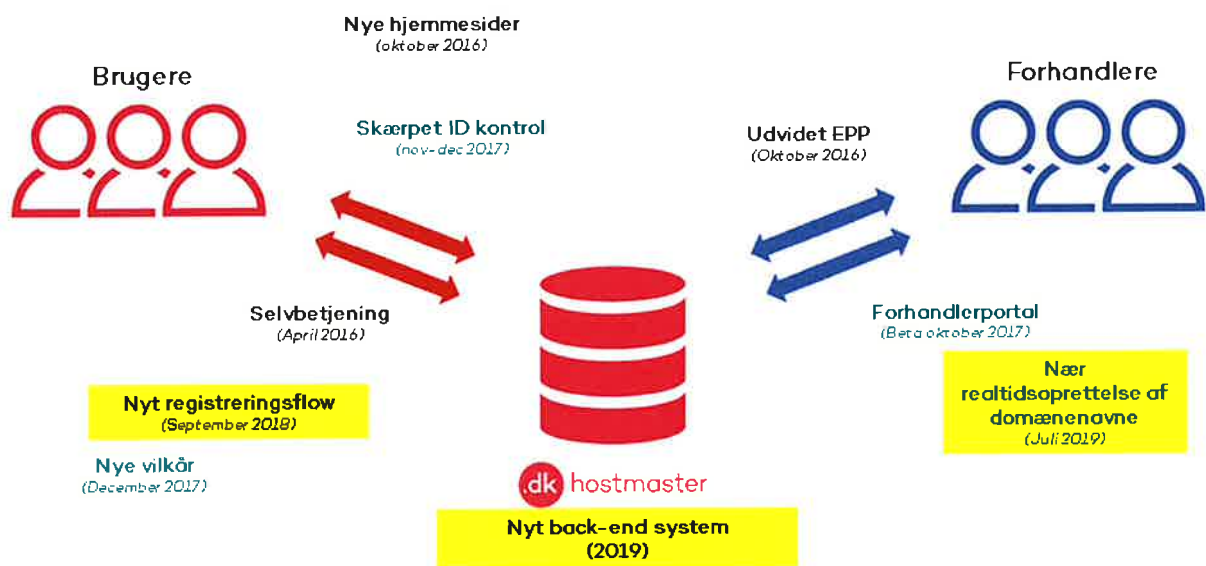 Nye hjemmesider
(oktober 2016)
Brugere
Forhandlere
Skærpet ID kontrol
(nov-dec 2017)
Udvidet EPP
(Oktober 2016)
Selvbetjening
(April 2016)
Forhandlerportal
(Beta oktober 2017)
Nyt registreringsflow
(September 2018)
Nær
realtidsoprettelse af
domænenavne
(Juli 2019)
Nye vilkår
(December 2017)
.dk hostmaster
Nyt back-end system
(2019)